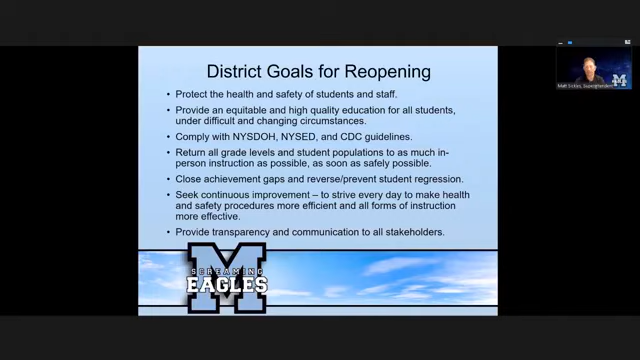 District Goals for Reopening
• Protect the health and safety of students and staff.
• Provide an equitable and high quality education for all students,
under difficult and changing circumstances.
• Comply with NYSDOH, NYSED, and CDC guidelines.
• Return all grade levels and student populations to as much in-
person instruction as possible, as soon as safely possible.
• Close achievement gaps and reverse/prevent student regression.
• Seek continuous improvement – to strive every day to make health
and safety procedures more efficient and all forms of instruction
more effective.
• Provide transparency and communication to all stakeholders.
SCREAMING
EAGLES
M
Matt Superintendent